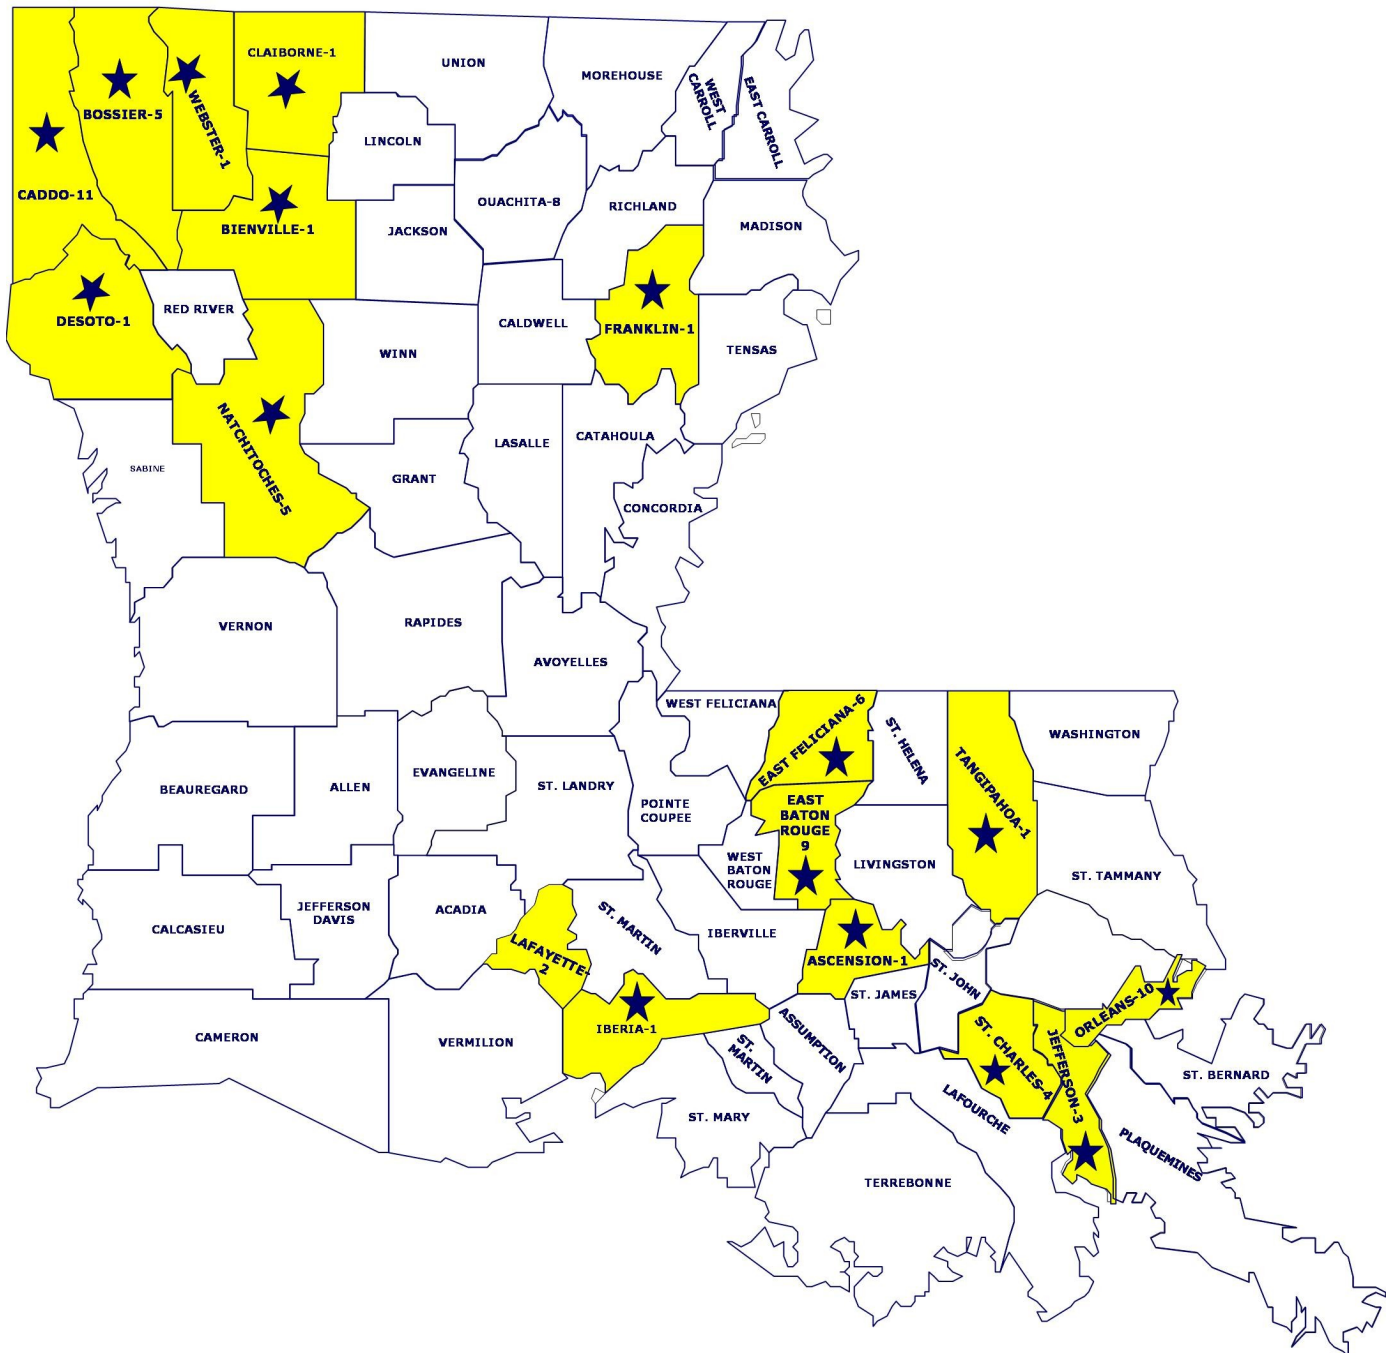 CLAIBORNE-1
UNION
MOREHOUSE
WEST
CARROLL
EAST CARROLL
BOSSIER-5
WEBSTER-1
LINCOLN
CADDO-11
OUACHITA-8
RICHLAND
MADISON
BIENVILLE-1
JACKSON
DESOTO-1
RED RIVER
CALDWELL
FRANKLIN-1
WINN
TENSAS
NATCHITOCHES-5
SABINE
LASALLE
CATAHOULA
GRANT
CONCORDIA
VERNON
RAPIDES
AVOYELLES
WEST FELICIANA
EAST FELICIANA-6
ST. HELENA
TANGIPAHOA-1
WASHINGTON
BEAUREGARD
ALLEN
EVANGELINE
ST. LANDRY
POINTE
COUPEE
EAST
BATON
ROUGE
9
WEST
BATON
ROUGE
LIVINGSTON
ST. TAMMANY
CALCASIEU
JEFFERSON
DAVIS
ACADIA
LAFAYETTE-
2
ST. MARTIN
IBERVILLE
ASCENSION-1
ST. JOHN
ST. JAMES
CAMERON
VERMILION
IBERIA-1
ST.
MARTIN
ASSUMPTION
ST. CHARLES-4
JEFFERSON-3
ORLEANS-10
ST. BERNARD
ST. MARY
LAFOURCHE
PLAQUEMINES
TERREBONNE